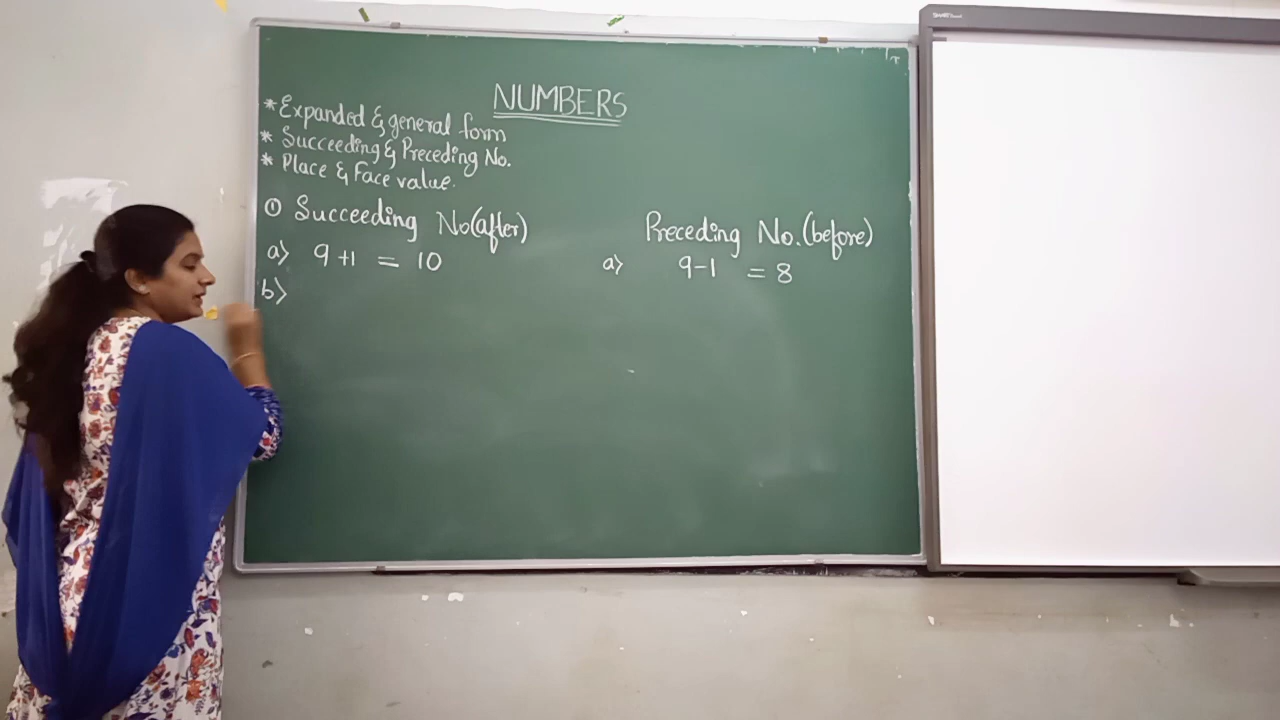 NUMBERS
* Expanded & general form
* Succeeding & Preceding No.
* Place & Face value.
① Succeeding No(after)
a) 9+1 = 10
b)
Preceding No.(before)
a) 9-1 = 8